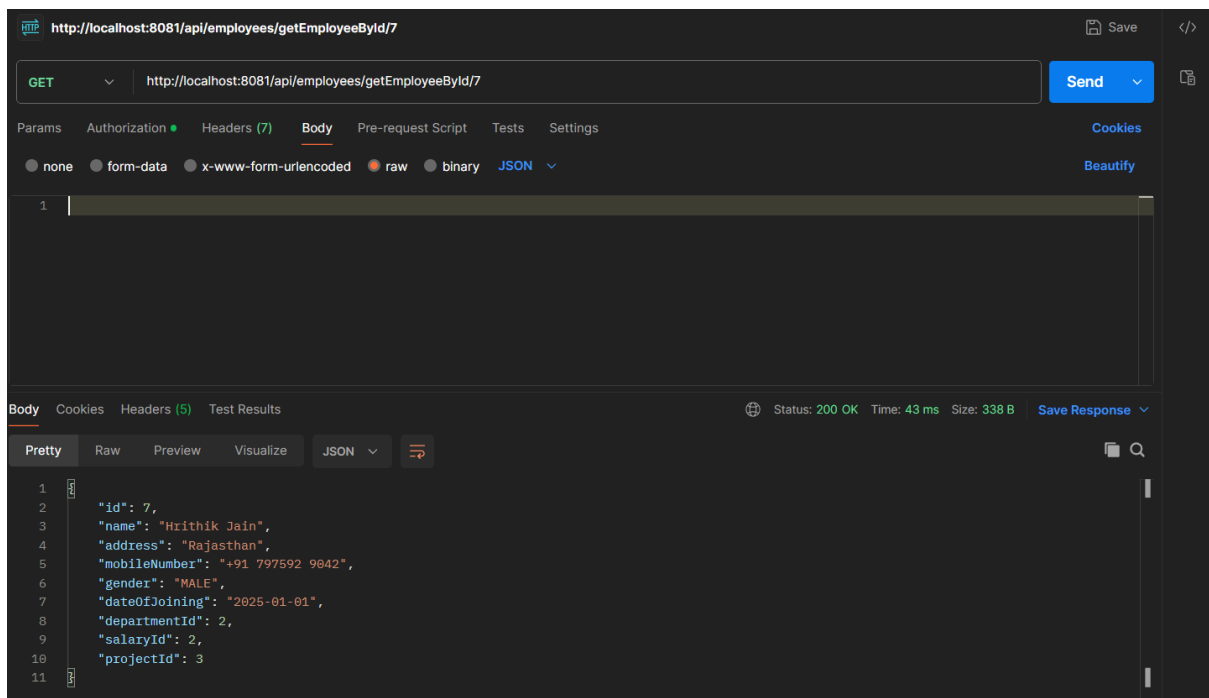 HTTP http://localhost:8081/api/employees/getEmployeeById/7 Save </>
GET http://localhost:8081/api/employees/getEmployeeById/7 Send
Params Authorization Headers (7) Body Pre-request Script Tests Settings Cookies
none form-data x-www-form-urlencoded raw binary JSON Beautify
1
Body Cookies Headers (5) Test Results Status: 200 OK Time: 43 ms Size: 338 B Save Response
Pretty Raw Preview Visualize JSON
1 {
2 "id": 7,
3 "name": "Hrithik Jain",
4 "address": "Rajasthan",
5 "mobileNumber": "+91 797592 9042",
6 "gender": "MALE",
7 "dateOfJoining": "2025-01-01",
8 "departmentId": 2,
9 "salaryId": 2,
10 "projectId": 3
11 }